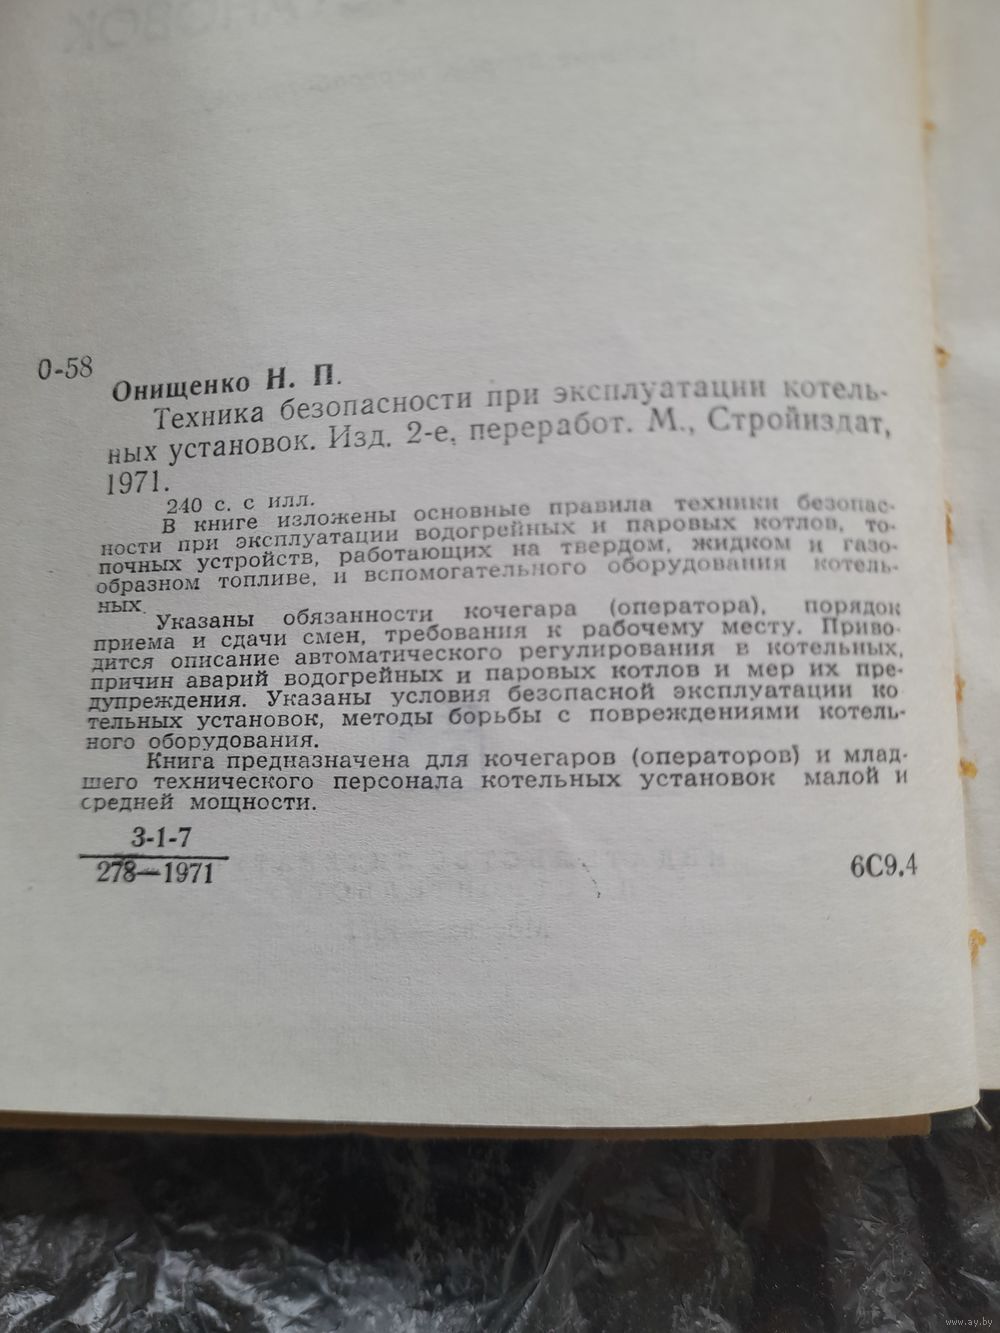 О-58
Онищенко Н. П.
Техника безопасности при эксплуатации котель-
ных установок. Изд. 2-е, переработ. М., Стройиздат,
1971.
240 с. с илл.
В книге изложены основные правила техники безопас-
ности при эксплуатации водогрейных и паровых котлов, то-
почных устройств, работающих на твердом, жидком и газо-
образном топливе, и вспомогательного оборудования котель-
ных.
Указаны обязанности кочегара (оператора), порядок
приема и сдачи смен, требования к рабочему месту. Приво-
дится описание автоматического регулирования в котельных,
причин аварий водогрейных и паровых котлов и мер их пре-
дупреждения. Указаны условия безопасной эксплуатации ко
тельных установок, методы борьбы с повреждениями котель-
ного оборудования.
Книга предназначена для кочегаров (операторов) и млад-
шего технического персонала котельных установок малой и
средней мощности.
3-1-7
278—1971
6С9.4
www.ay.by